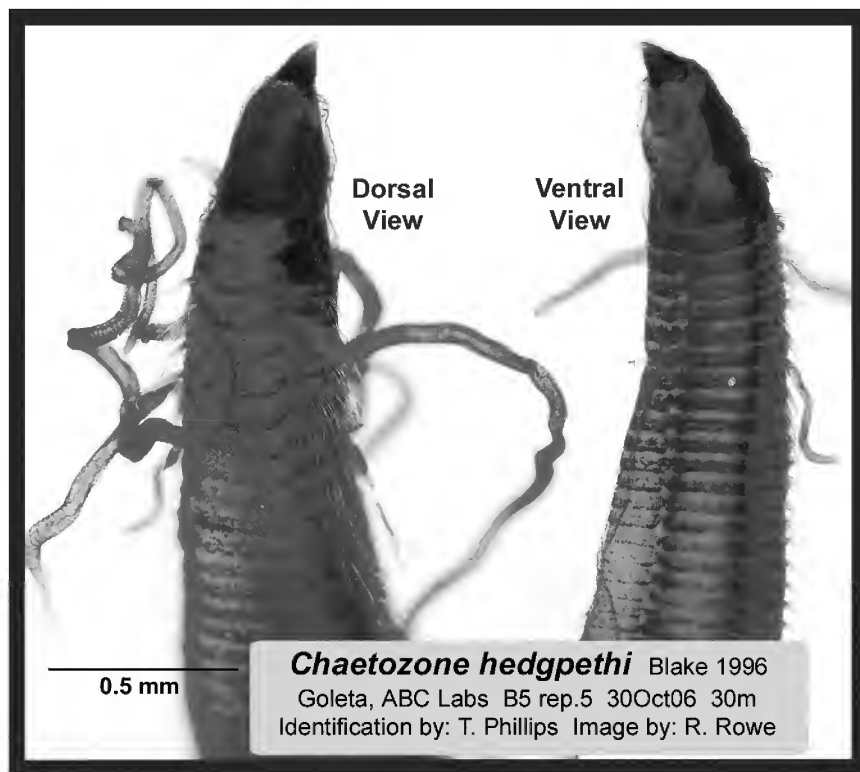 Dorsal
View
Ventral
View
0.5 mm
Chaetozone hedgpethi Blake 1996
Goleta, ABC Labs B5 rep.5 30Oct06 30m
Identification by: T. Phillips Image by: R. Rowe